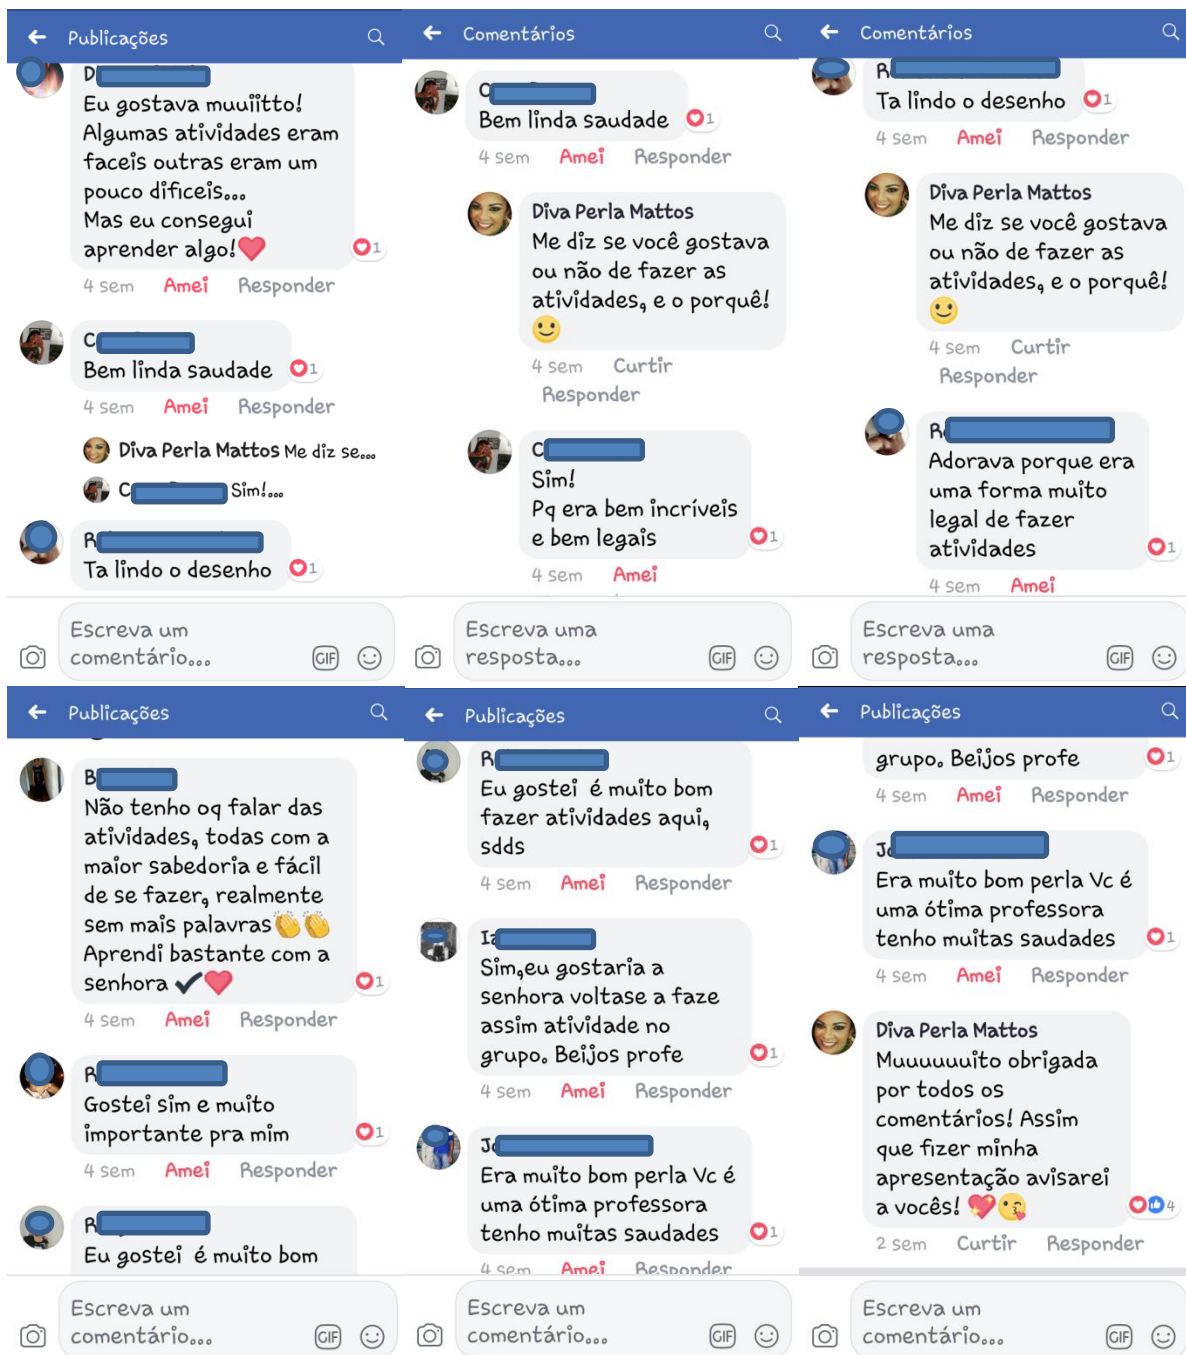 Publicações
D
Eu gostava muuiitto!
Algumas atividades eram
faceis outras eram um
pouco dificeis...
Mas eu consegui
aprender algo!
1
4 sem Amei Responder
C
Bem linda saudade
1
4 sem Amei Responder
Diva Perla Mattos Me diz se...
C Sim!...
R
Ta lindo o desenho
1
Escreva um
comentário...
GIF
Comentários
C
Bem linda saudade
1
4 sem Amei Responder
Diva Perla Mattos
Me diz se você gostava
ou não de fazer as
atividades, e o porquê!
4 sem Curtir
Responder
C
Sim!
Pq era bem incríveis
e bem legais
1
4 sem Amei
Escreva uma
resposta...
GIF
Comentários
R
Ta lindo o desenho
1
4 sem Amei Responder
Diva Perla Mattos
Me diz se você gostava
ou não de fazer as
atividades, e o porquê!
4 sem Curtir
Responder
R
Adorava porque era
uma forma muito
legal de fazer
atividades
1
4 sem Amei
Escreva uma
resposta...
GIF
Publicações
B
Não tenho oq falar das
atividades, todas com a
maior sabedoria e fácil
de se fazer, realmente
sem mais palavras
Aprendi bastante com a
senhora
1
4 sem Amei Responder
R
Gostei sim e muito
importante pra mim
1
4 sem Amei Responder
R
Eu gostei é muito bom
Escreva um
comentário...
GIF
Publicações
R
Eu gostei é muito bom
fazer atividades aqui,
sdds
1
4 sem Amei Responder
Ia
Sim,eu gostaria a
senhora voltase a faze
assim atividade no
grupo. Beijos profe
1
4 sem Amei Responder
Jo
Era muito bom perla Vc é
uma ótima professora
tenho muitas saudades
1
4 sem Amei Responder
Escreva um
comentário...
GIF
Publicações
grupo. Beijos profe
1
4 sem Amei Responder
Jo
Era muito bom perla Vc é
uma ótima professora
tenho muitas saudades
1
4 sem Amei Responder
Diva Perla Mattos
Muuuuuuito obrigada
por todos os
comentários! Assim
que fizer minha
apresentação avisarei
a vocês!
4
2 sem Curtir Responder
Escreva um
comentário...
GIF